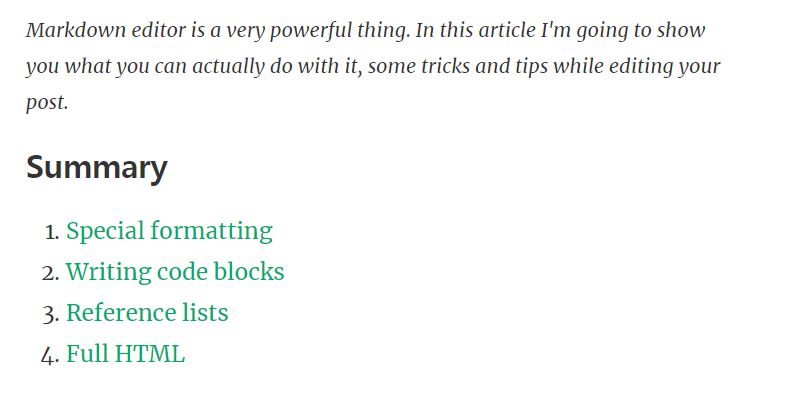 Markdown editor is a very powerful thing. In this article I'm going to show
you what you can actually do with it, some tricks and tips while editing your
post.
Summary
1. Special formatting
2. Writing code blocks
3. Reference lists
4. Full HTML